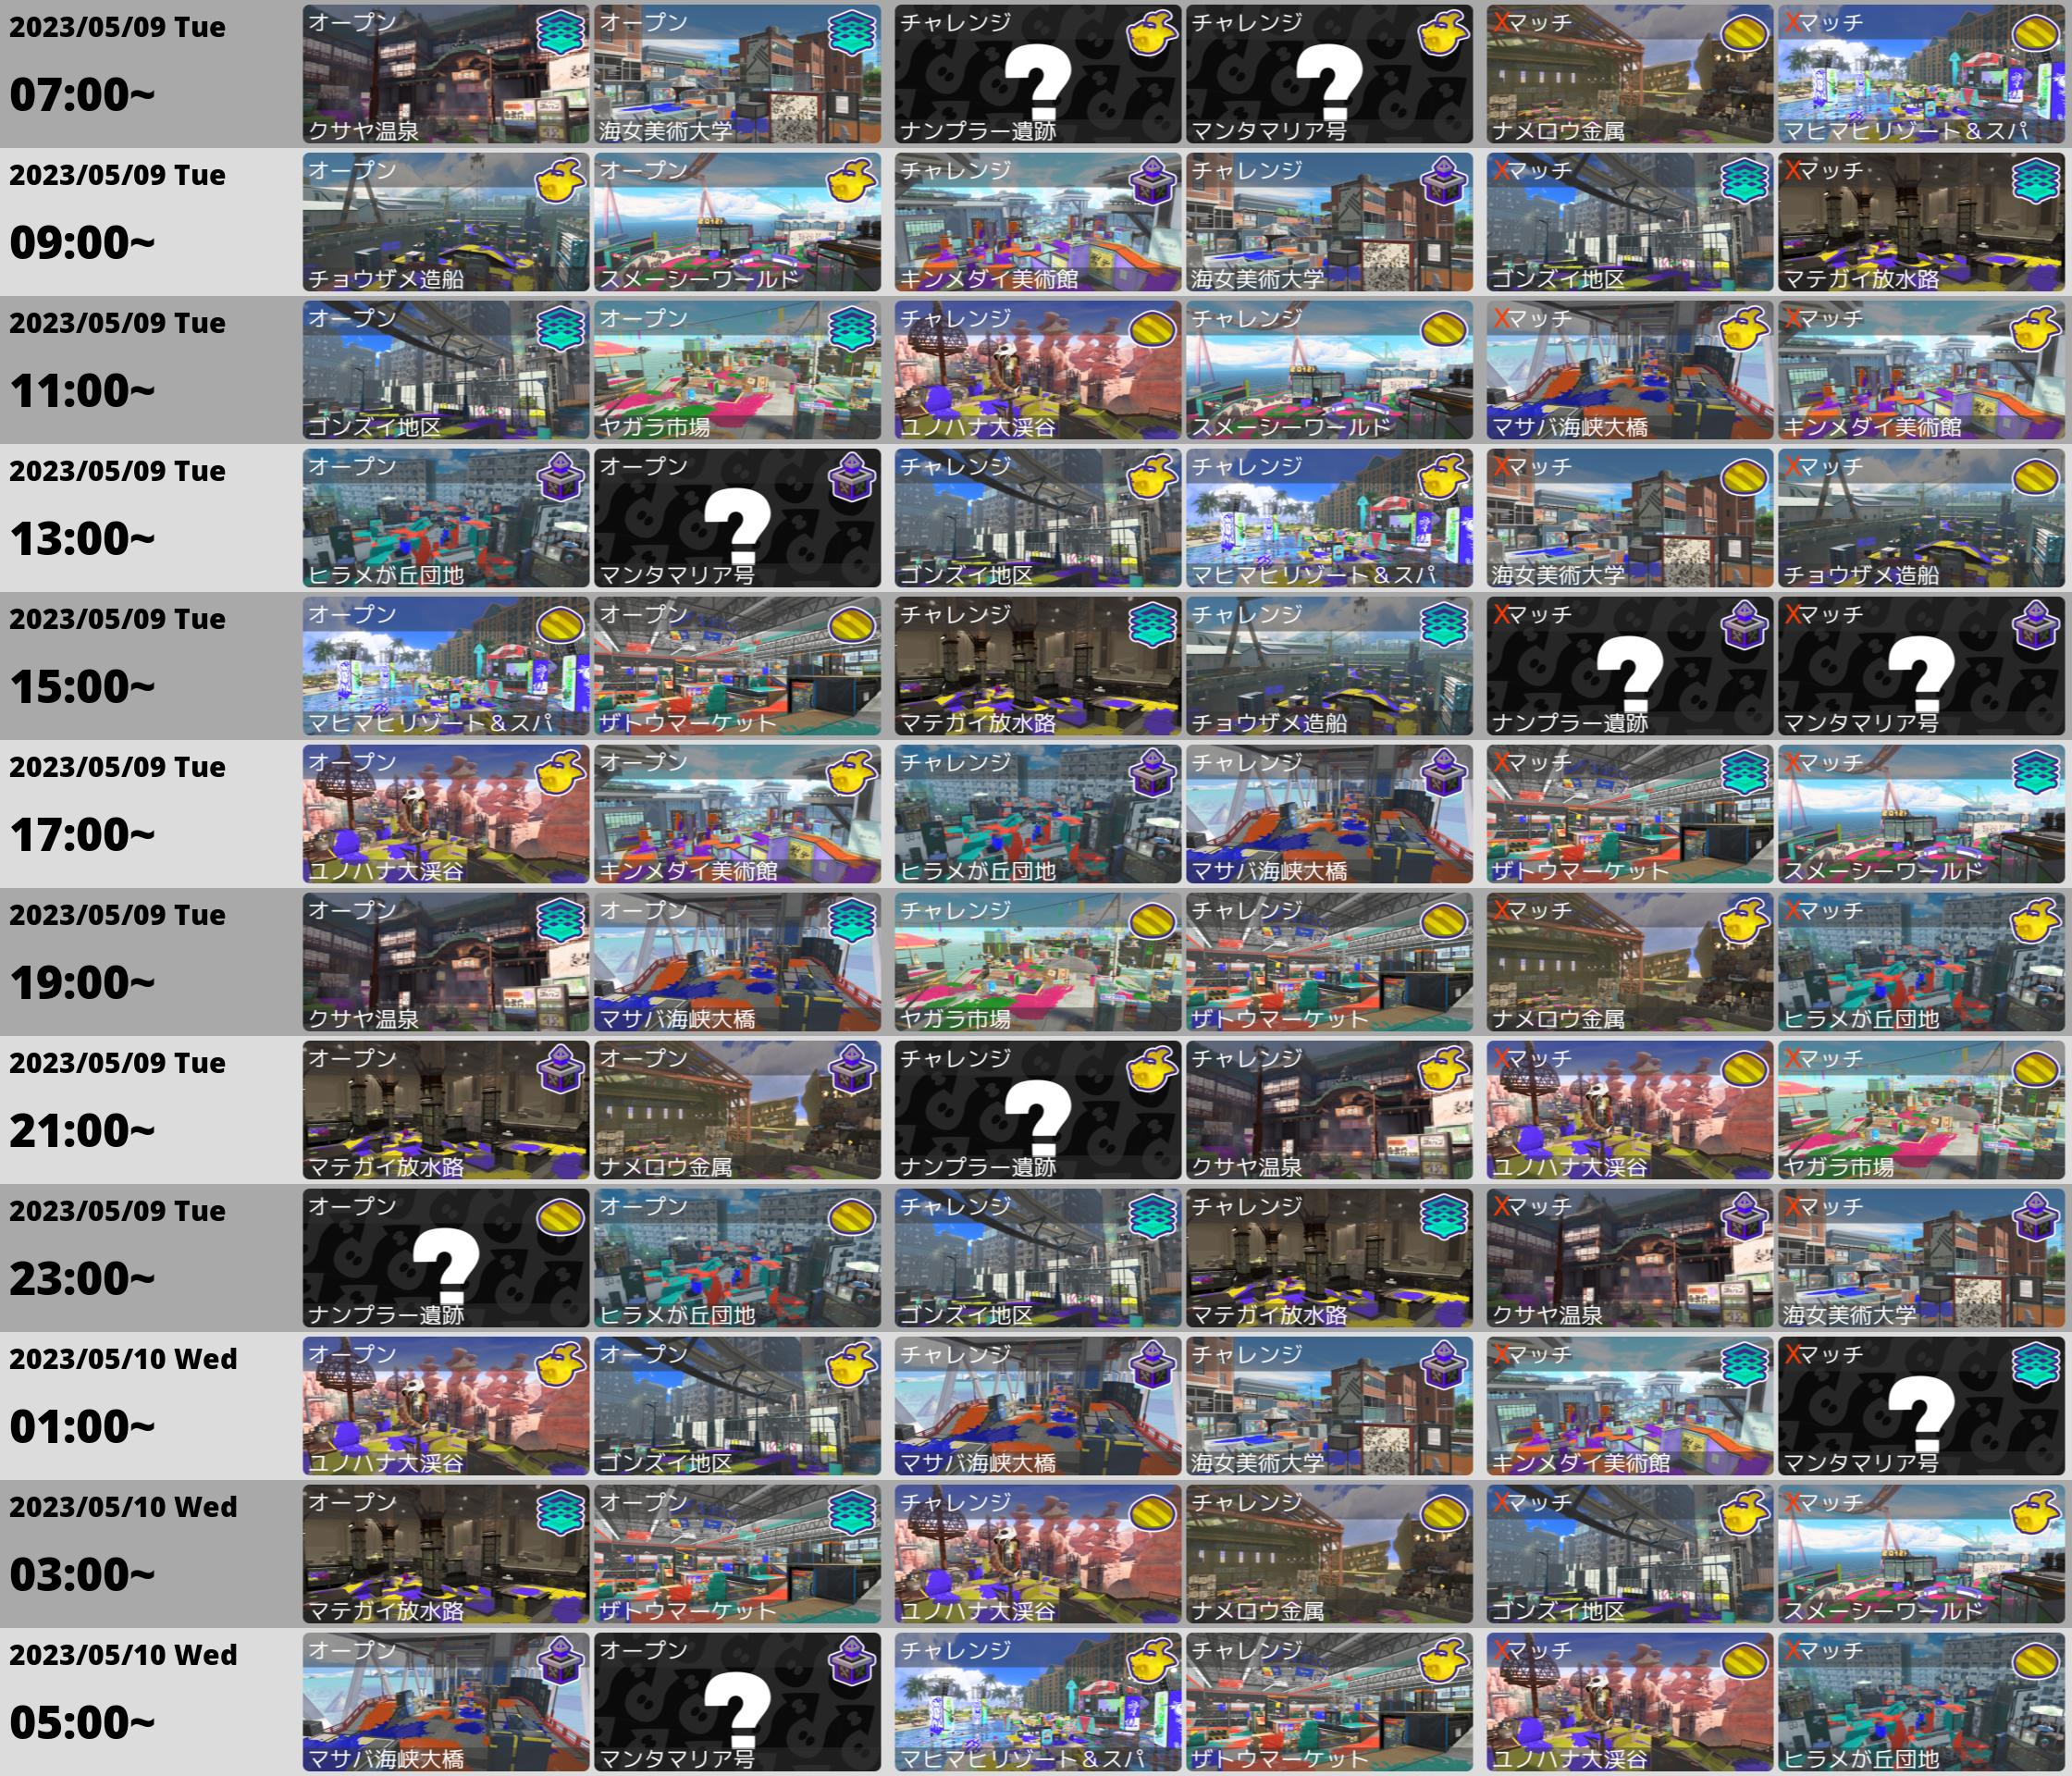 2023/05/09 Tue
07:00~
オープン オープン チャレンジ チャレンジ Xマッチ Xマッチ
クサヤ温泉 海女美術大学 ナンプラー遺跡 マンタマリア号 ナメロウ金属 マヒマヒリゾート＆スパ
2023/05/09 Tue
09:00~
オープン オープン チャレンジ チャレンジ Xマッチ Xマッチ
チョウザメ造船 スメーシーワールド キンメダイ美術館 海女美術大学 ゴンズイ地区 マテガイ放水路
2023/05/09 Tue
11:00~
オープン オープン チャレンジ チャレンジ Xマッチ Xマッチ
ゴンズイ地区 ヤガラ市場 ユノハナ大渓谷 スメーシーワールド マサバ海峡大橋 キンメダイ美術館
2023/05/09 Tue
13:00~
オープン オープン チャレンジ チャレンジ Xマッチ Xマッチ
ヒラメが丘団地 マンタマリア号 ゴンズイ地区 マヒマヒリゾート＆スパ 海女美術大学 チョウザメ造船
2023/05/09 Tue
15:00~
オープン オープン チャレンジ チャレンジ Xマッチ Xマッチ
マヒマヒリゾート＆スパ ザトウマーケット マテガイ放水路 チョウザメ造船 ナンプラー遺跡 マンタマリア号
2023/05/09 Tue
17:00~
オープン オープン チャレンジ チャレンジ Xマッチ Xマッチ
ユノハナ大渓谷 キンメダイ美術館 ヒラメが丘団地 マサバ海峡大橋 ザトウマーケット スメーシーワールド
2023/05/09 Tue
19:00~
オープン オープン チャレンジ チャレンジ Xマッチ Xマッチ
クサヤ温泉 マサバ海峡大橋 ヤガラ市場 ザトウマーケット ナメロウ金属 ヒラメが丘団地
2023/05/09 Tue
21:00~
オープン オープン チャレンジ チャレンジ Xマッチ Xマッチ
マテガイ放水路 ナメロウ金属 ナンプラー遺跡 クサヤ温泉 ユノハナ大渓谷 ヤガラ市場
2023/05/09 Tue
23:00~
オープン オープン チャレンジ チャレンジ Xマッチ Xマッチ
ナンプラー遺跡 ヒラメが丘団地 ゴンズイ地区 マテガイ放水路 クサヤ温泉 海女美術大学
2023/05/10 Wed
01:00~
オープン オープン チャレンジ チャレンジ Xマッチ Xマッチ
ユノハナ大渓谷 ゴンズイ地区 マサバ海峡大橋 海女美術大学 キンメダイ美術館 マンタマリア号
2023/05/10 Wed
03:00~
オープン オープン チャレンジ チャレンジ Xマッチ Xマッチ
マテガイ放水路 ザトウマーケット ユノハナ大渓谷 ナメロウ金属 ゴンズイ地区 スメーシーワールド
2023/05/10 Wed
05:00~
オープン オープン チャレンジ チャレンジ Xマッチ Xマッチ
マサバ海峡大橋 マンタマリア号 マヒマヒリゾート＆スパ ザトウマーケット ユノハナ大渓谷 ヒラメが丘団地